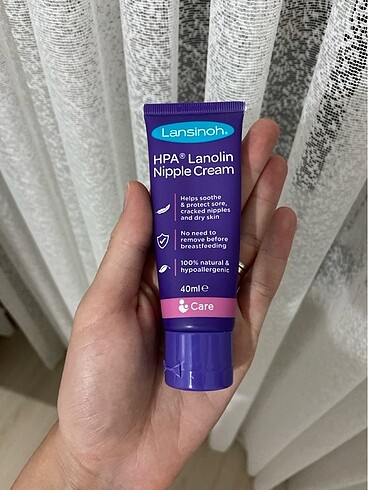 Lansinoh®
HPA® Lanolin
Nipple Cream
Helps soothe
& protect sore,
cracked nipples
and dry skin
No need to
remove before
breastfeeding
100% natural &
hypoallergenic
40ml ℮
Care